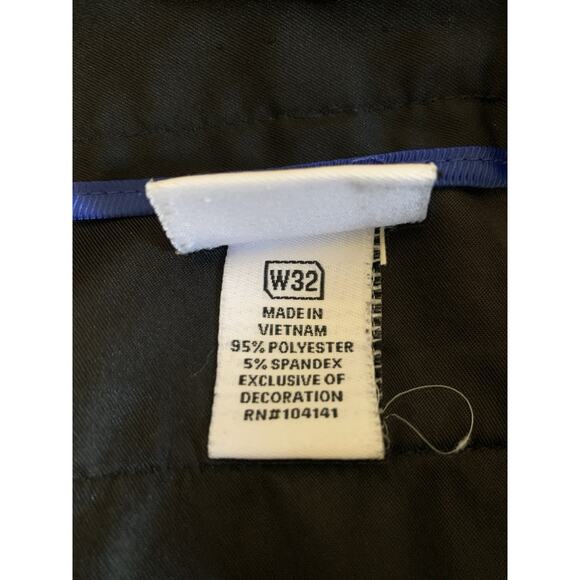 W32
MADE IN
VIETNAM
95% POLYESTER
5% SPANDEX
EXCLUSIVE OF
DECORATION
RN#104141